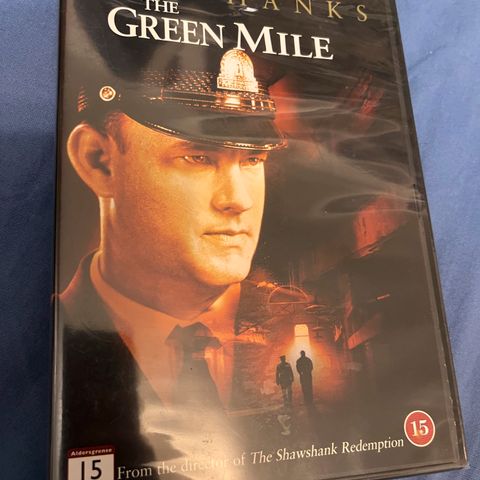 HANKS
THE
GREEN MILE
15
Aldersgrense
15
From the director of The Shawshank Redemption